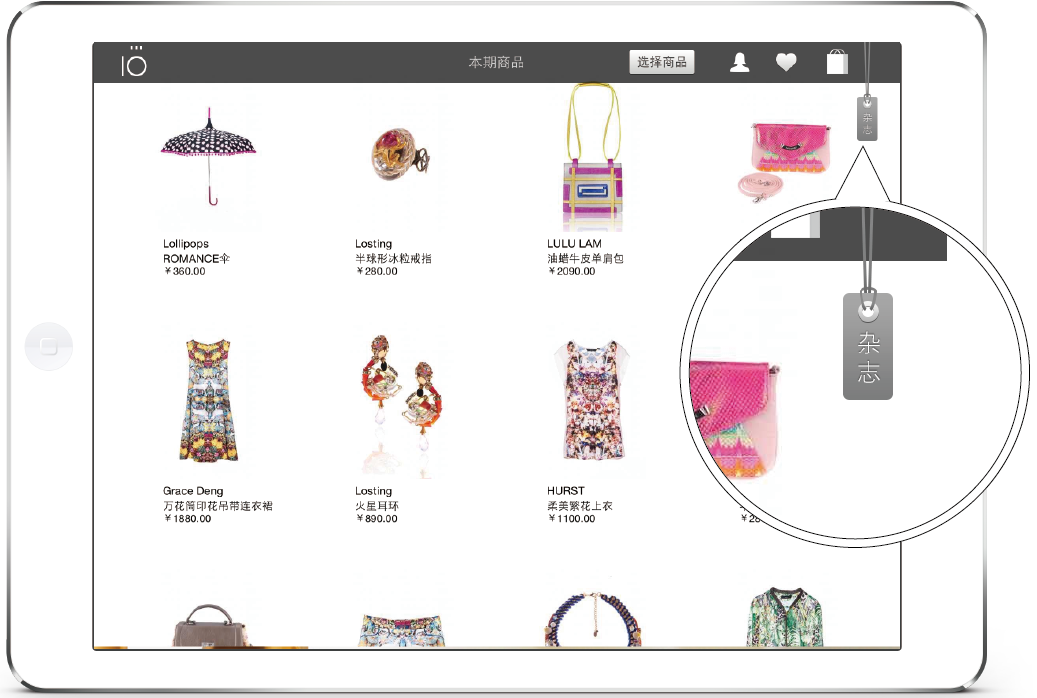 IÖ
本期商品
选择商品
杂志
Lollipops
ROMANCE伞
￥360.00
Losting
半球形冰粒戒指
￥280.00
LULU LAM
油蜡牛皮单肩包
￥2090.00
杂志
Grace Deng
万花筒印花吊带连衣裙
￥1880.00
Losting
火星耳环
￥890.00
HURST
柔美繁花上衣
￥1100.00